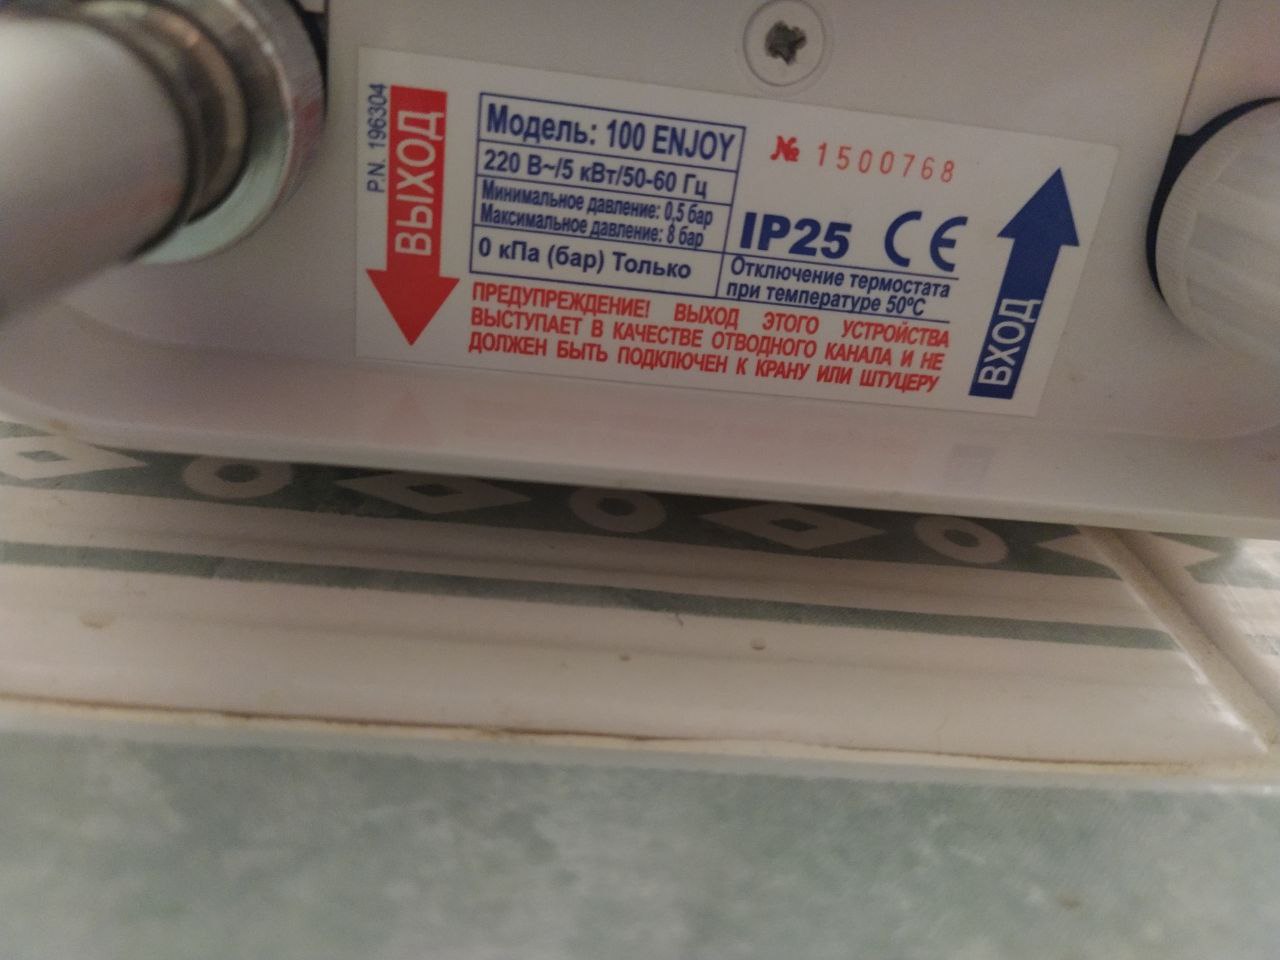 P.N. 196304
ВЫХОД
Модель: 100 ENJOY
220 В~/5 кВт/50-60 Гц
Минимальное давление: 0,5 бар
Максимальное давление: 8 бар
0 кПа (бар) Только
№ 1500768
IP25 CE
Отключение термостата
при температуре 50ºC
ПРЕДУПРЕЖДЕНИЕ! ВЫХОД ЭТОГО УСТРОЙСТВА
ВЫСТУПАЕТ В КАЧЕСТВЕ ОТВОДНОГО КАНАЛА И НЕ
ДОЛЖЕН БЫТЬ ПОДКЛЮЧЕН К КРАНУ ИЛИ ШТУЦЕРУ
ВХОД